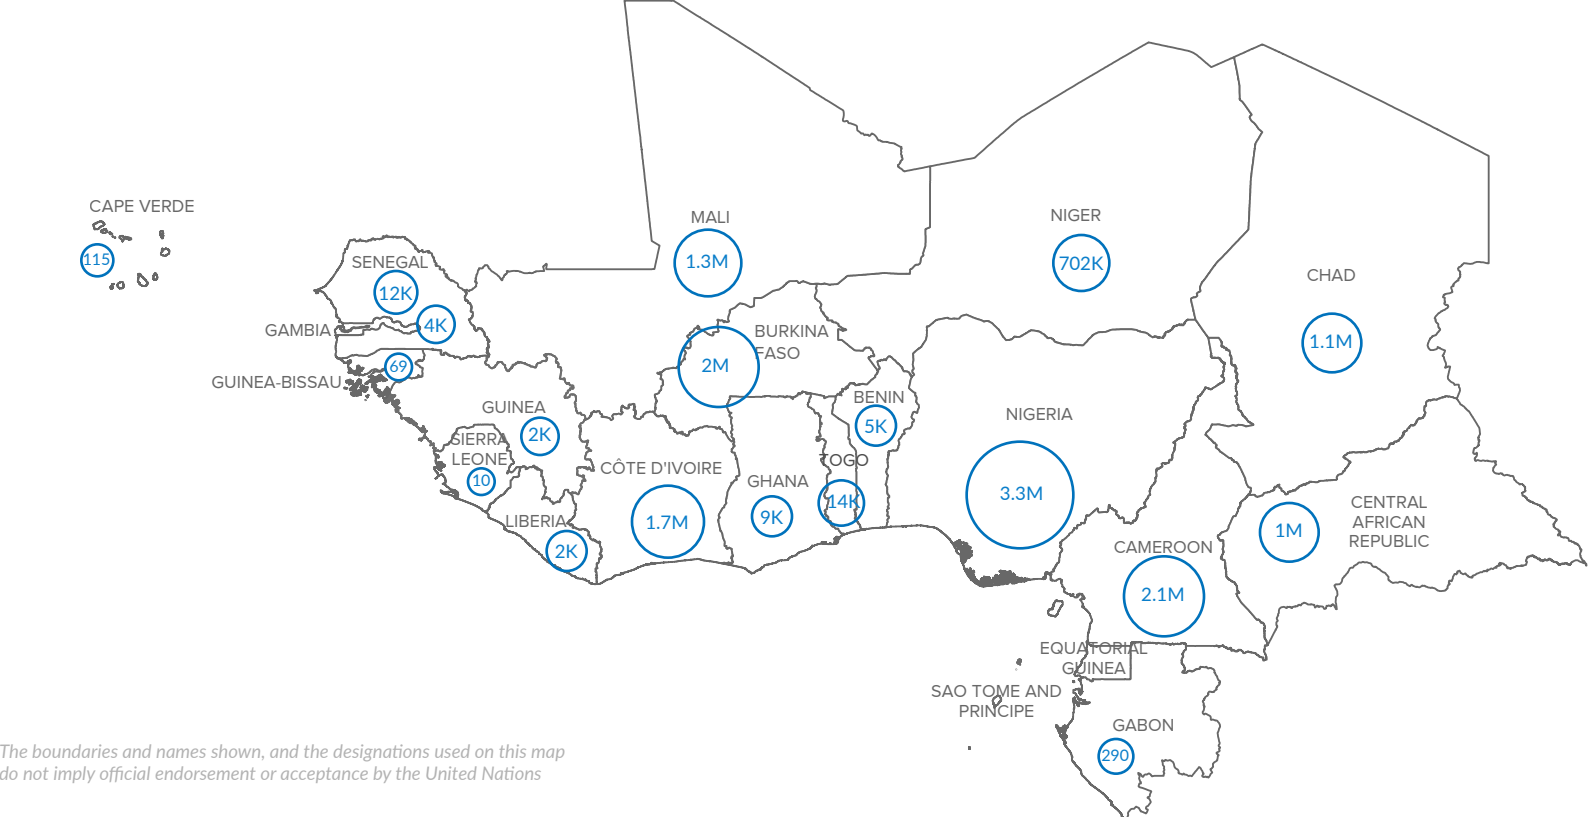 CAPE VERDE
115
SENEGAL
12K
GAMBIA
4K
GUINEA-BISSAU
69
GUINEA
2K
SIERRA
LEONE
10
LIBERIA
2K
MALI
1.3M
BURKINA
FASO
2M
CÔTE D'IVOIRE
1.7M
GHANA
9K
TOGO
14K
BENIN
5K
NIGER
702K
NIGERIA
3.3M
CHAD
1.1M
CENTRAL
AFRICAN
REPUBLIC
1M
CAMEROON
2.1M
EQUATORIAL
GUINEA
SAO TOME AND
PRINCIPE
GABON
290
The boundaries and names shown, and the designations used on this map
do not imply official endorsement or acceptance by the United Nations